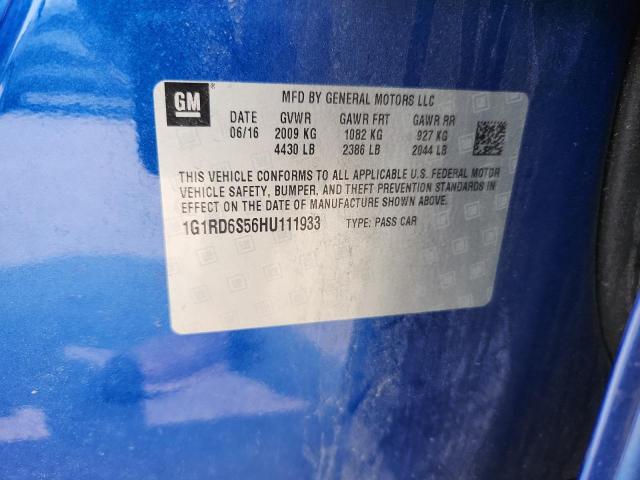 GM® MFD BY GENERAL MOTORS LLC
DATE GVWR GAWR FRT GAWR RR
06/16 2009 KG 1082 KG 927 KG
4430 LB 2386 LB 2044 LB
THIS VEHICLE CONFORMS TO ALL APPLICABLE U.S. FEDERAL MOTOR
VEHICLE SAFETY, BUMPER, AND THEFT PREVENTION STANDARDS IN
EFFECT ON THE DATE OF MANUFACTURE SHOWN ABOVE.
1G1RD6S56HU111933 TYPE: PASS CAR